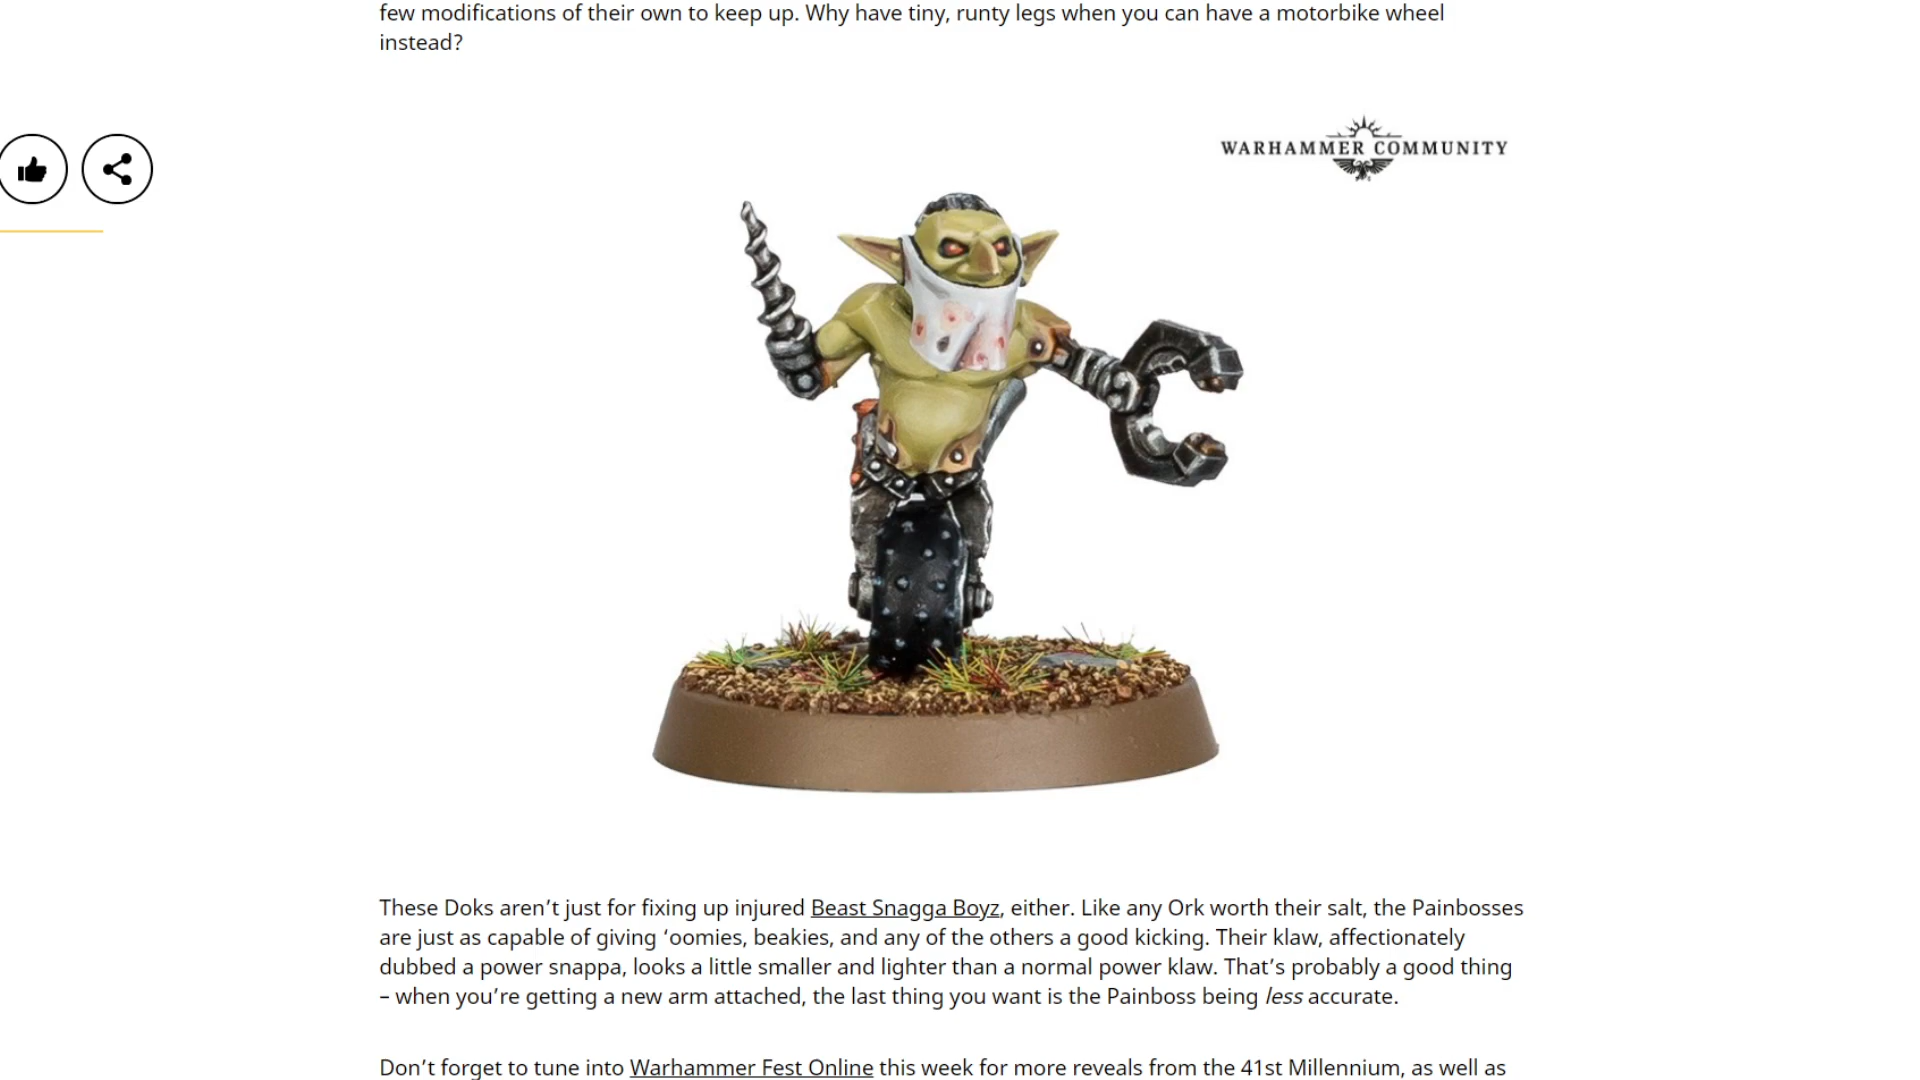 few modifications of their own to keep up. Why have tiny, runty legs when you can have a motorbike wheel
instead?
WARHAMMER COMMUNITY
These Doks aren’t just for fixing up injured Beast Snagga Boyz, either. Like any Ork worth their salt, the Painbosses
are just as capable of giving ‘oomies, beakies, and any of the others a good kicking. Their klaw, affectionately
dubbed a power snappa, looks a little smaller and lighter than a normal power klaw. That’s probably a good thing
– when you’re getting a new arm attached, the last thing you want is the Painboss being less accurate.
Don’t forget to tune into Warhammer Fest Online this week for more reveals from the 41st Millennium, as well as